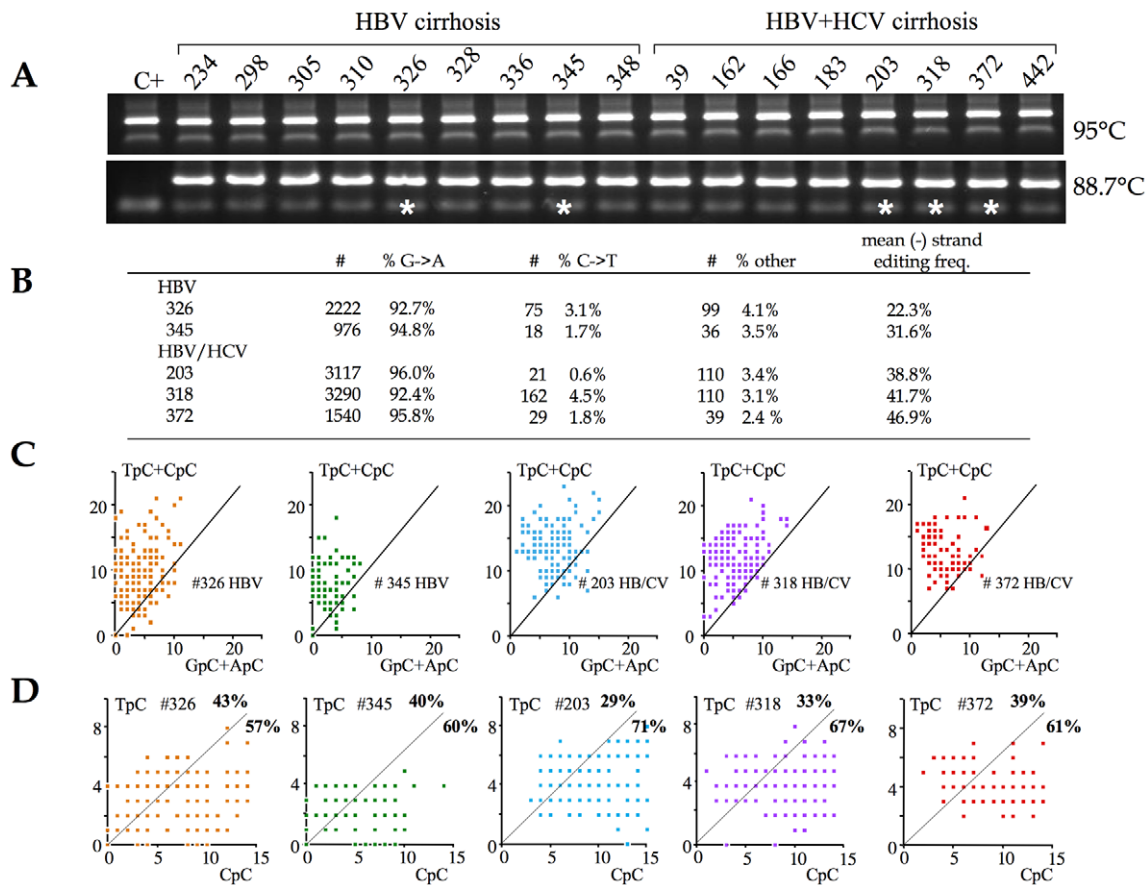 HBV cirrhosis HBV+HCV cirrhosis
A C+ 234 298 305 310 326 328 336 345 348 39 162 166 183 203 318 372 442
95°C
88.7°C
* * * * *
mean (-) strand
# % G->A # % C->T # % other editing freq.
B HBV
326 2222 92.7% 75 3.1% 99 4.1% 22.3%
345 976 94.8% 18 1.7% 36 3.5% 31.6%
HBV/HCV
203 3117 96.0% 21 0.6% 110 3.4% 38.8%
318 3290 92.4% 162 4.5% 110 3.1% 41.7%
372 1540 95.8% 29 1.8% 39 2.4 % 46.9%
C TpC+CpC TpC+CpC TpC+CpC TpC+CpC TpC+CpC
20 20 20 20 20
10 #326 HBV 10 # 345 HBV 10 # 203 HB/CV 10 # 318 HB/CV 10 # 372 HB/CV
0 0 0 0 0
0 10 20 0 10 20 0 10 20 0 10 20 0 10 20
GpC+ApC GpC+ApC GpC+ApC GpC+ApC GpC+ApC
D TpC #326 43% TpC #345 40% TpC #203 29% TpC #318 33% TpC #372 39%
8 57% 8 60% 8 71% 8 67% 8 61%
4 4 4 4 4
0 0 0 0 0
0 5 10 15 0 5 10 15 0 5 10 15 0 5 10 15 0 5 10 15
CpC CpC CpC CpC CpC